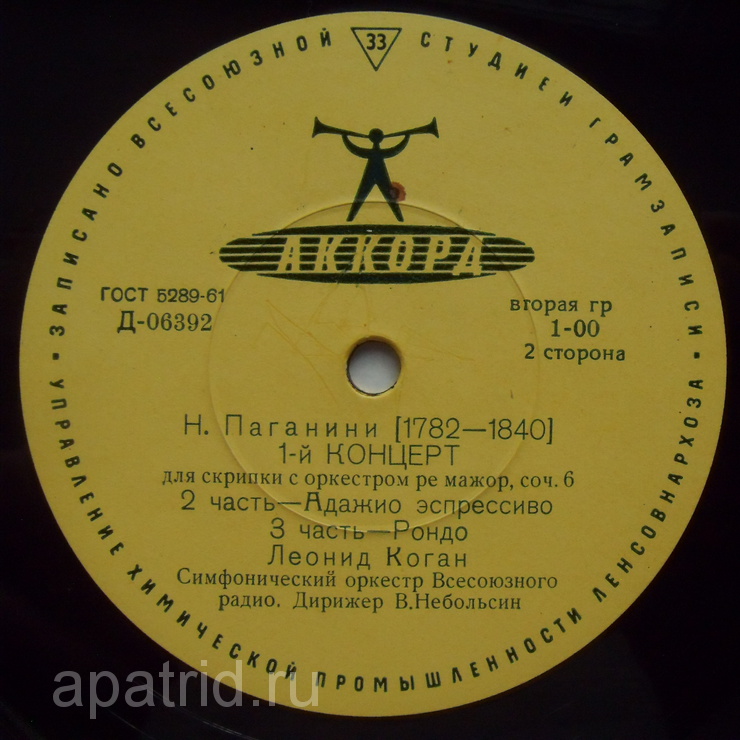 ЗАПИСАНО ВСЕСОЮЗНОЙ СТУДИЕЙ ГРАМЗАПИСИ
33
АККОРД
ГОСТ 5289-61
Д-06392
вторая гр
1-00
2 сторона
Н. Паганини [1782—1840]
1-й КОНЦЕРТ
для скрипки с оркестром ре мажор, соч. 6
2 часть—Адажио эспрессиво
3 часть—Рондо
Леонид Коган
Симфонический оркестр Всесоюзного
радио. Дирижер В.Небольсин
УПРАВЛЕНИЕ ХИМИЧЕСКОЙ ПРОМЫШЛЕННОСТИ ЛЕНСОВНАРХОЗА
apatrid.ru